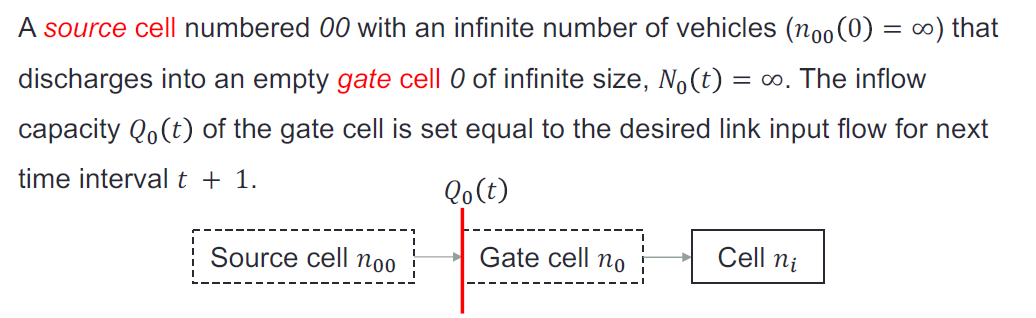 A source cell numbered 00 with an infinite number of vehicles (n₀₀(0) = ∞) that
discharges into an empty gate cell 0 of infinite size, N₀(t) = ∞. The inflow
capacity Q₀(t) of the gate cell is set equal to the desired link input flow for next
time interval t + 1.
Q₀(t)
Source cell n₀₀
Gate cell n₀
Cell nᵢ